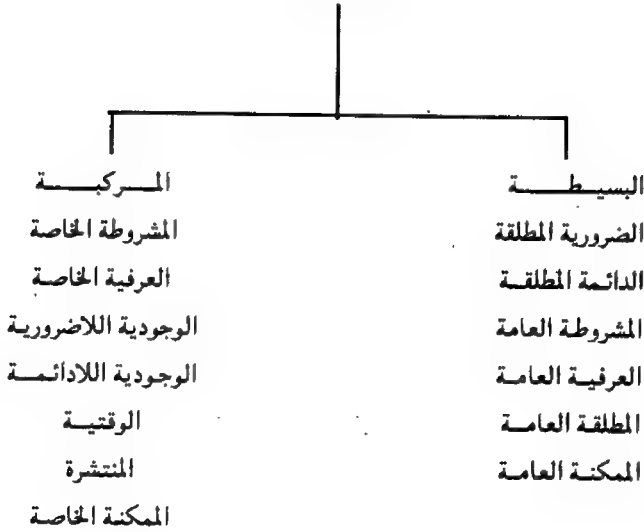 البسيطة
الضرورية المطلقة
الدائمة المطلقة
المشروطة العامة
العرفية العامة
المطلقة العامة
الممكنة العامة
المركبة
المشروطة الخاصة
العرفية الخاصة
الوجودية اللاضرورية
الوجودية اللادائمة
الوقتية
المنتشرة
الممكنة الخاصة